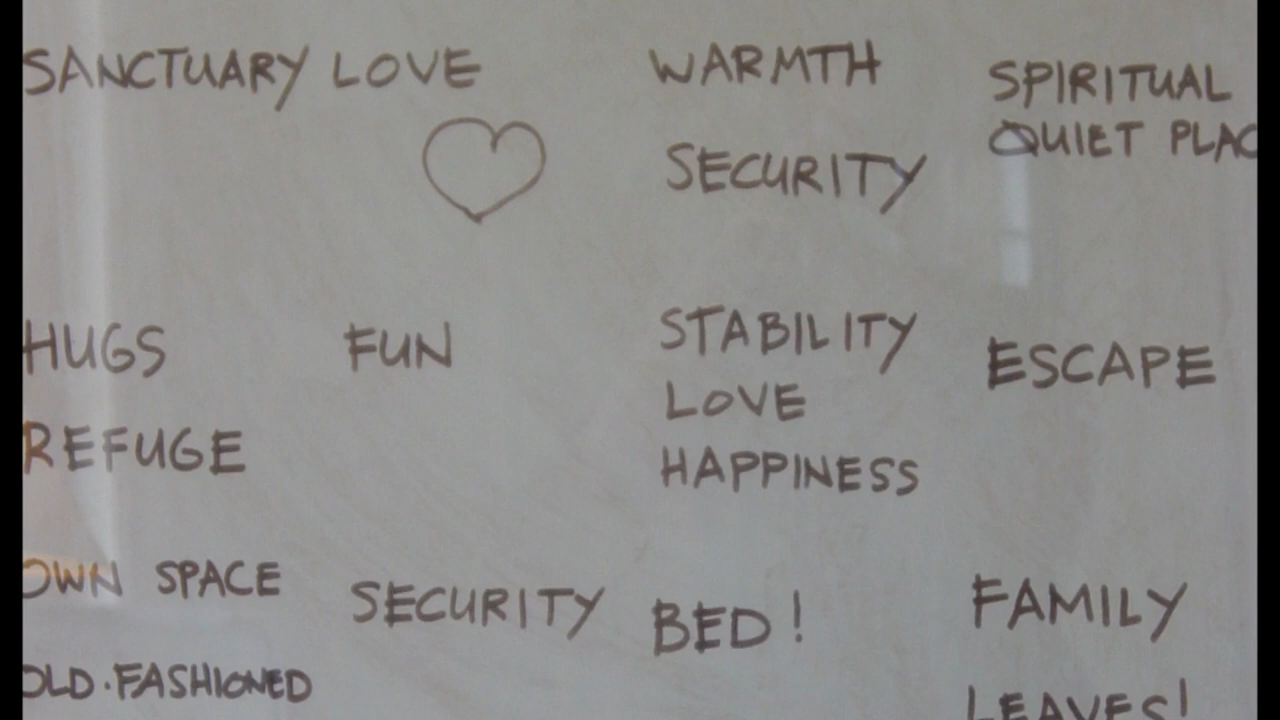 SANCTUARY LOVE
WARMTH
SECURITY
SPIRITUAL
QUIET PLAC
HUGS
REFUGE
FUN
STABILITY
LOVE
HAPPINESS
ESCAPE
OWN SPACE
OLD·FASHIONED
SECURITY
BED!
FAMILY
LEAVES!